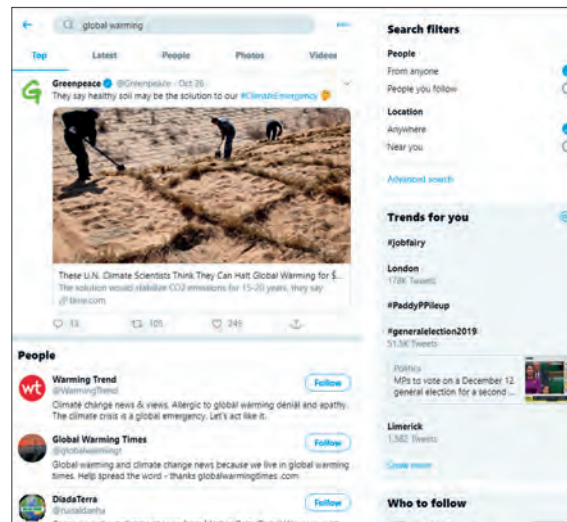 global warming
Top Latest People Photos Videos
Greenpeace @Greenpeace · Oct 26
They say healthy soil may be the solution to our #ClimateEmergency
These U.N. Climate Scientists Think They Can Halt Global Warming for $...
The solution would stabilize CO2 emissions for 15-20 years, they say
time.com
13 105 245
People
wt
Warming Trend
@WarmingTrend
Follow
Climate change news & views. Allergic to global warming denial and apathy.
The climate crisis is a global emergency. Let's act like it.
Global Warming Times
@globalwarmingt
Follow
Global warming and climate change news because we live in global warming
times. Help spread the word - thanks globalwarmingtimes .com
DiadaTerra
@ruisaldanha
Follow
Search filters
People
From anyone
People you follow
Location
Anywhere
Near you
Advanced search
Trends for you
#jobfairy
London
178K Tweets
#PaddyPPileup
#generalelection2019
51.5K Tweets
Politics
MPs to vote on a December 12
general election for a second ...
Limerick
1,582 Tweets
Show more
Who to follow